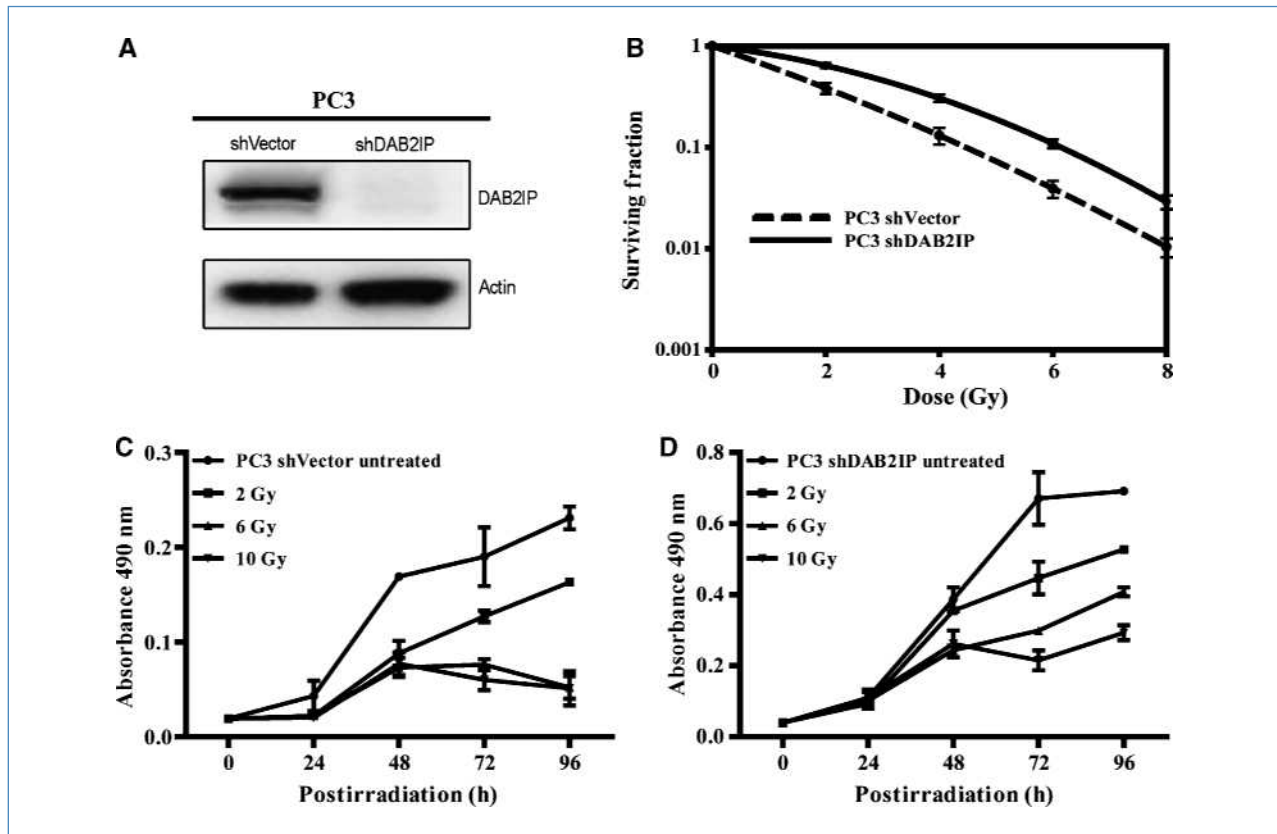 A
PC3
shVector shDAB2IP
DAB2IP
Actin
B
Surviving fraction
1
0.1
0.01
0.001
PC3 shVector
PC3 shDAB2IP
0 2 4 6 8
Dose (Gy)
C
Absorbance 490 nm
0.3
0.2
0.1
0.0
PC3 shVector untreated
2 Gy
6 Gy
10 Gy
0 24 48 72 96
Postirradiation (h)
D
Absorbance 490 nm
0.8
0.6
0.4
0.2
0.0
PC3 shDAB2IP untreated
2 Gy
6 Gy
10 Gy
0 24 48 72 96
Postirradiation (h)